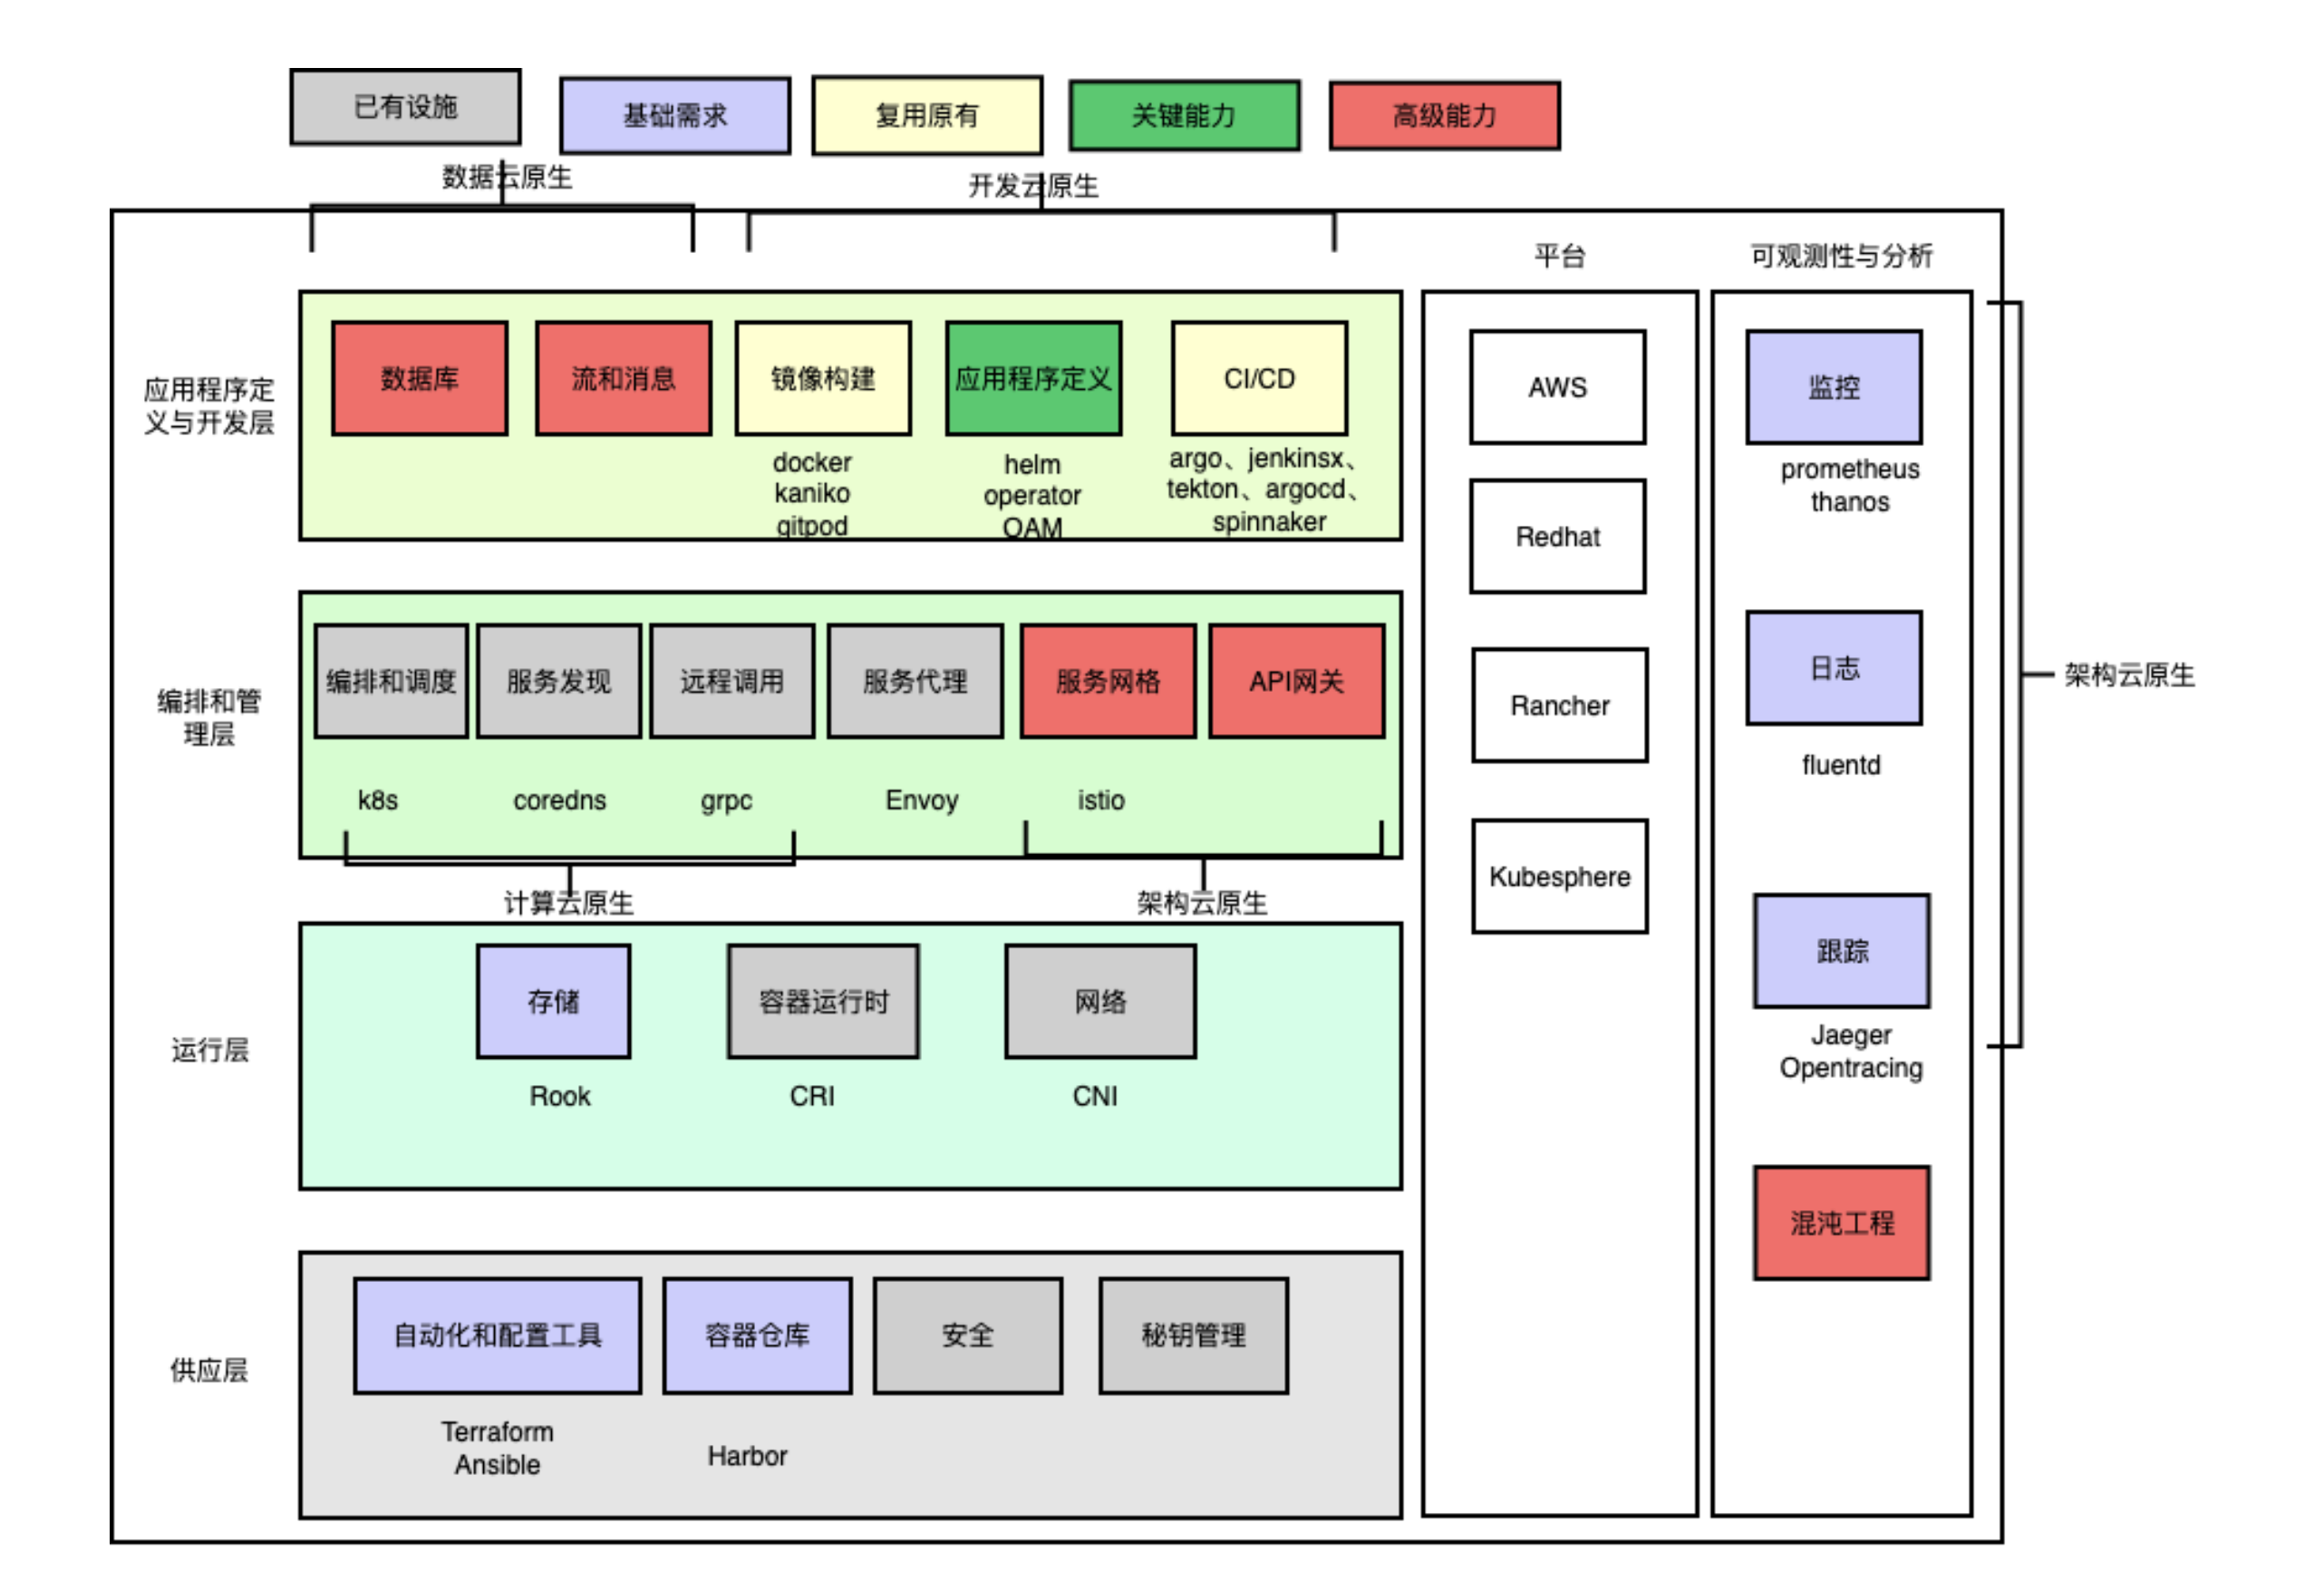 已有设施
基础需求
复用原有
关键能力
高级能力
数据云原生
开发云原生
平台
可观测性与分析
应用程序定
义与开发层
数据库
流和消息
镜像构建
应用程序定义
CI/CD
docker
kaniko
gitpod
helm
operator
OAM
argo、jenkinsx、
tekton、argocd、
spinnaker
编排和管
理层
编排和调度
服务发现
远程调用
服务代理
服务网格
API网关
k8s
coredns
grpc
Envoy
istio
计算云原生
架构云原生
运行层
存储
容器运行时
网络
Rook
CRI
CNI
供应层
自动化和配置工具
容器仓库
安全
秘钥管理
Terraform
Ansible
Harbor
AWS
Redhat
Rancher
Kubesphere
监控
prometheus
thanos
日志
fluentd
跟踪
Jaeger
Opentracing
混沌工程
架构云原生